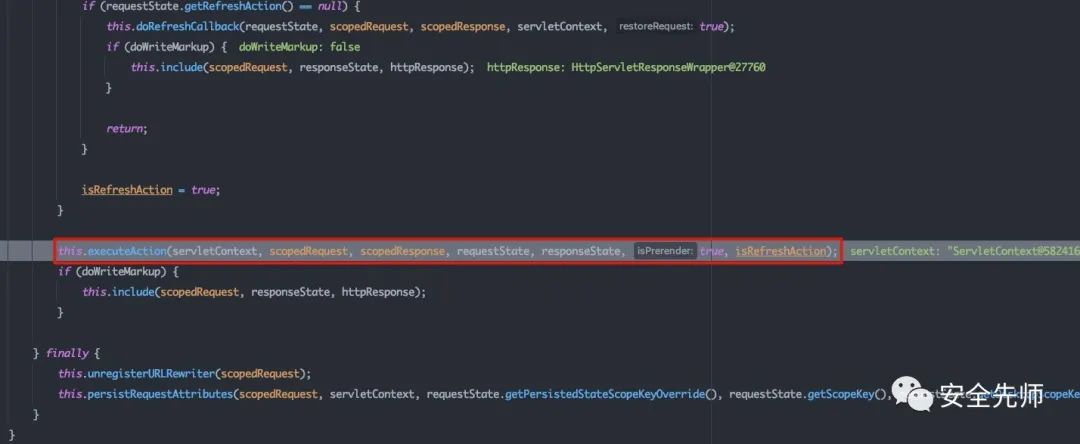 if (requestState.getRefreshAction() == null) {
this.doRefreshCallback(requestState, scopedRequest, scopedResponse, servletContext, restoreRequest: true);
if (doWriteMarkup) { doWriteMarkup: false
this.include(scopedRequest, responseState, httpResponse); httpResponse: HttpServletResponseWrapper@27760
}
return;
}
isRefreshAction = true;
}
this.executeAction(servletContext, scopedRequest, scopedResponse, requestState, responseState, isPrerender: true, isRefreshAction); servletContext: "ServletContext@582416
if (doWriteMarkup) {
this.include(scopedRequest, responseState, httpResponse);
}
} finally {
this.unregisterURLRewriter(scopedRequest);
this.persistRequestAttributes(scopedRequest, servletContext, requestState.getPersistedStateScopeKeyOverride(), requestState.getScopeKey(),
}
}
安全先师